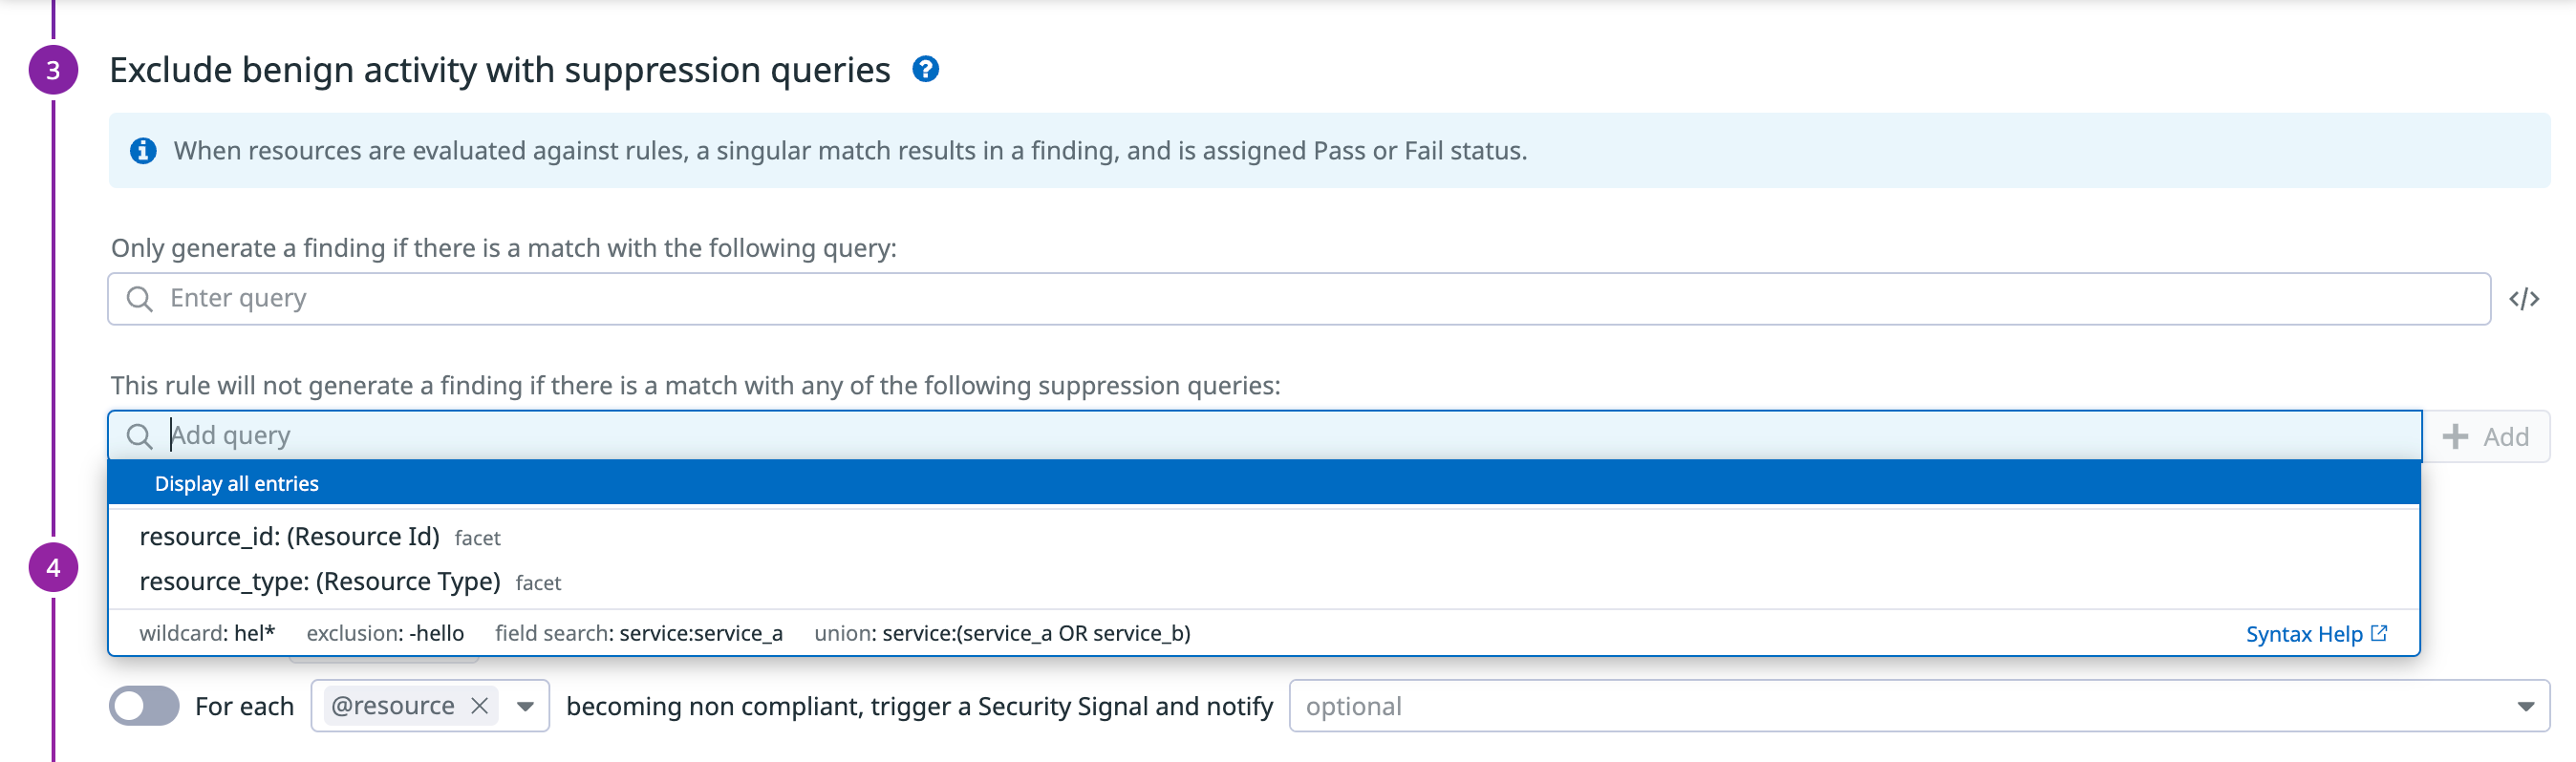 3
Exclude benign activity with suppression queries ?
When resources are evaluated against rules, a singular match results in a finding, and is assigned Pass or Fail status.
Only generate a finding if there is a match with the following query:
Enter query </>
This rule will not generate a finding if there is a match with any of the following suppression queries:
Add query + Add
Display all entries
resource_id: (Resource Id) facet
4
resource_type: (Resource Type) facet
wildcard: hel* exclusion: -hello field search: service:service_a union: service:(service_a OR service_b) Syntax Help
For each @resource × becoming non compliant, trigger a Security Signal and notify optional